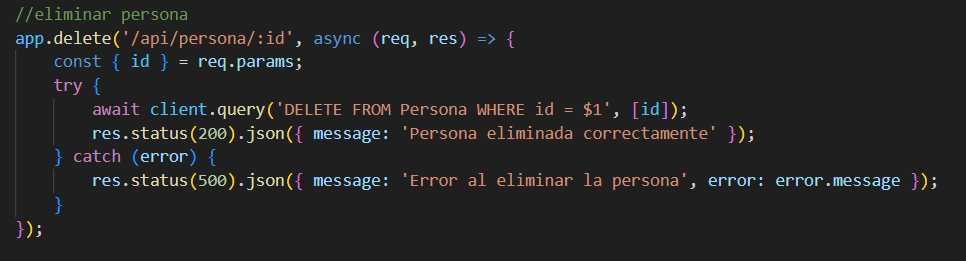 //eliminar persona
app.delete('/api/persona/:id', async (req, res) => {
    const { id } = req.params;
    try {
        await client.query('DELETE FROM Persona WHERE id = $1', [id]);
        res.status(200).json({ message: 'Persona eliminada correctamente' });
    } catch (error) {
        res.status(500).json({ message: 'Error al eliminar la persona', error: error.message });
    }
});